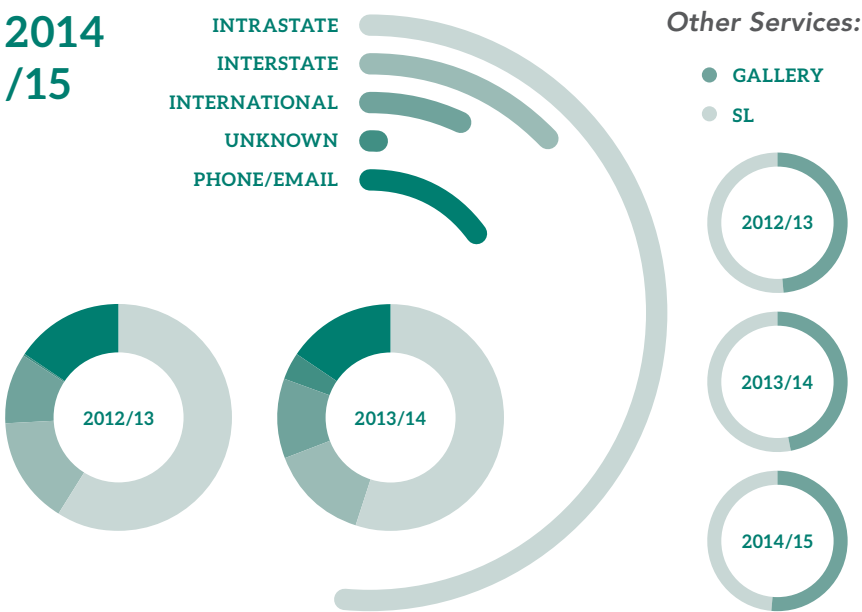 2014
/15
INTRASTATE
INTERSTATE
INTERNATIONAL
UNKNOWN
PHONE/EMAIL
2012/13
2013/14
Other Services:
GALLERY
SL
2012/13
2013/14
2014/15